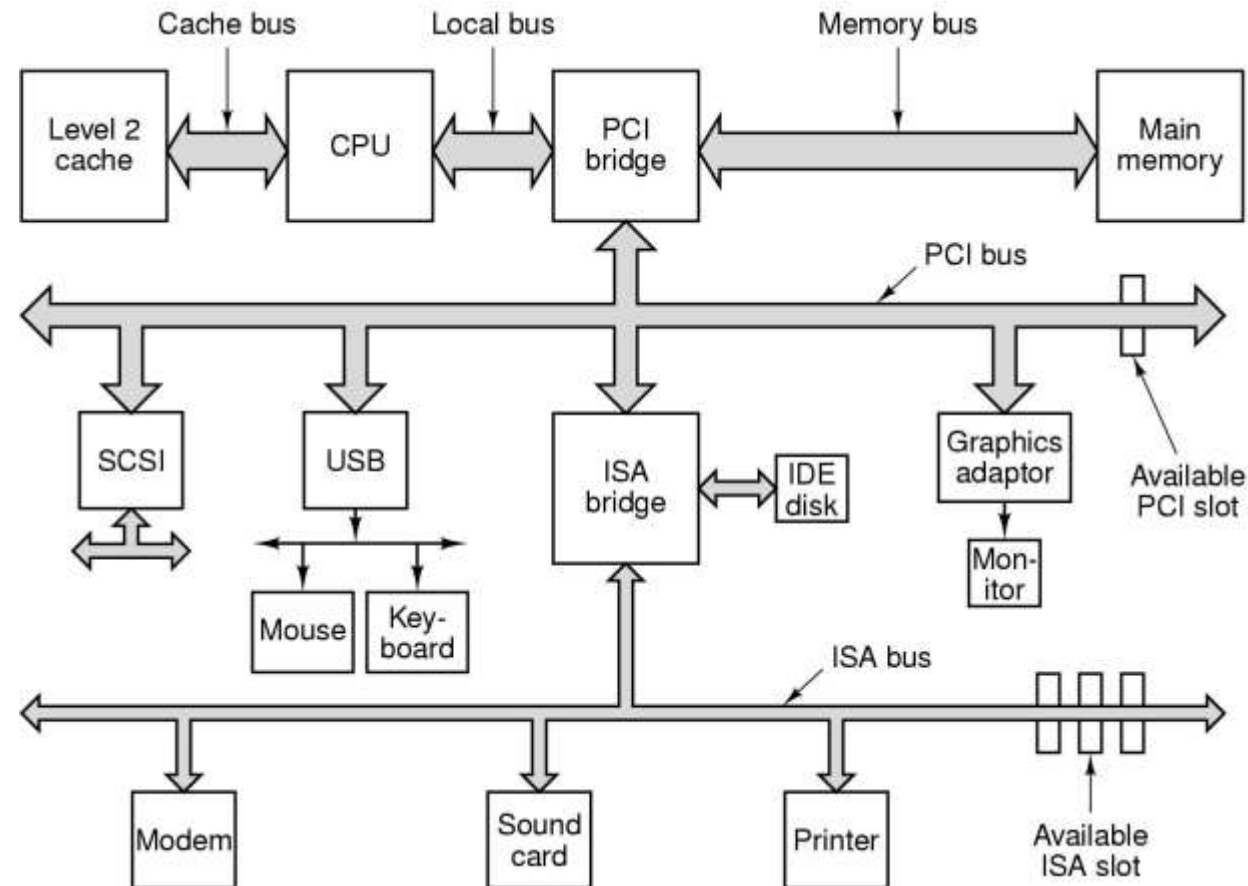 Cache bus
Local bus
Memory bus
Level 2
cache
CPU
PCI
bridge
Main
memory
PCI bus
SCSI
USB
ISA
bridge
IDE
disk
Graphics
adaptor
Available
PCI slot
Mon-
itor
Mouse
Key-
board
ISA bus
Modem
Sound
card
Printer
Available
ISA slot